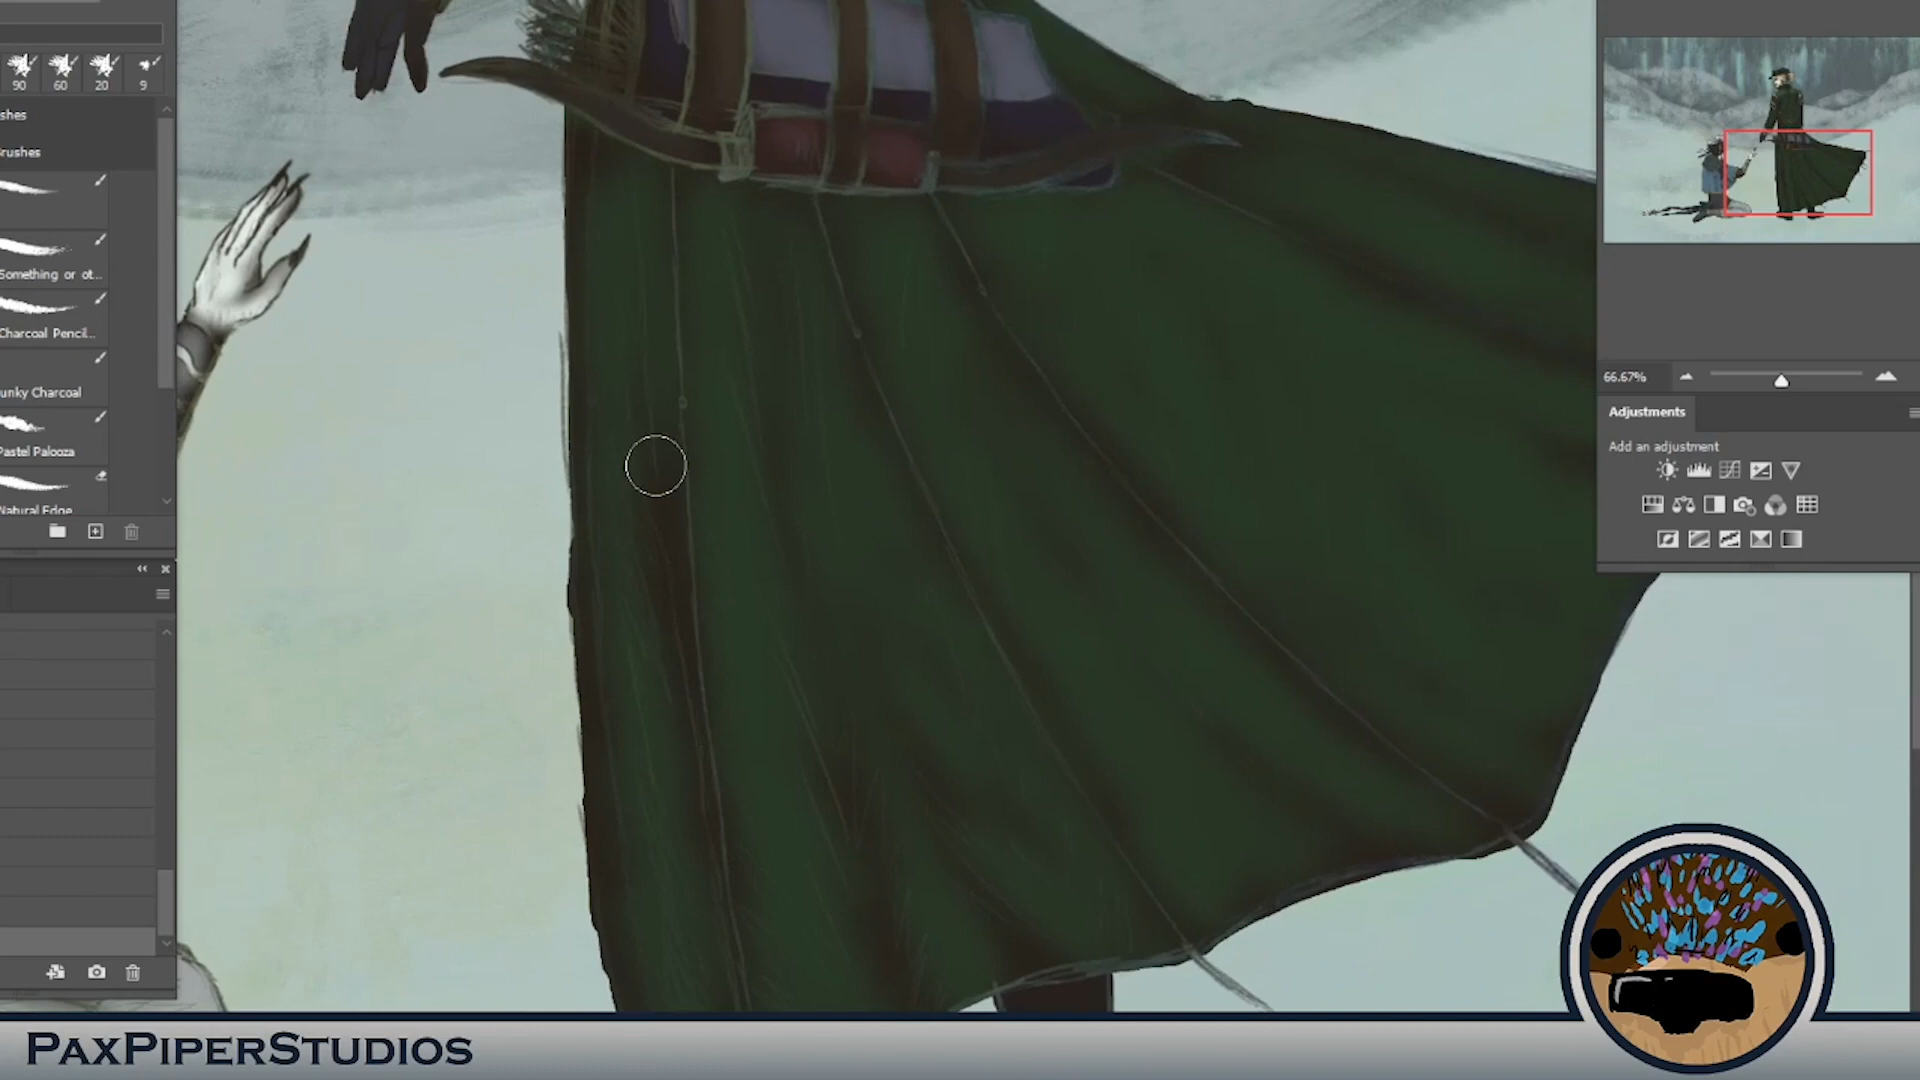 90 60 20 9
shes
rushes
Something or ot...
Charcoal Pencil...
unky Charcoal
Pastel Palooza
Natural Edge
66.67%
Adjustments
Add an adjustment
PaxPiperStudios